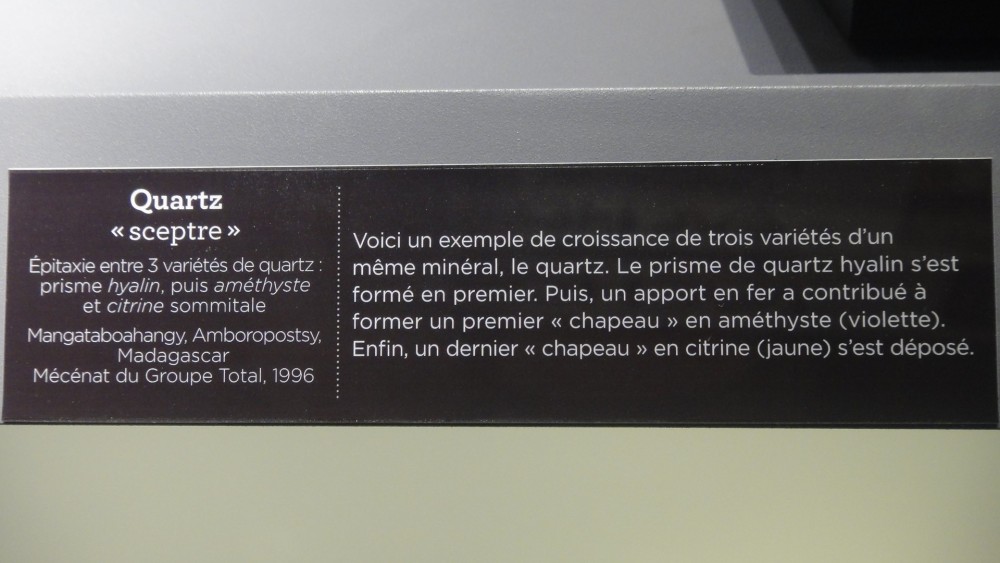 Quartz
« sceptre »
Épitaxie entre 3 variétés de quartz :
prisme hyalin, puis améthyste
et citrine sommitale
Mangataboahangy, Amboropostsy,
Madagascar
Mécénat du Groupe Total, 1996
Voici un exemple de croissance de trois variétés d’un
même minéral, le quartz. Le prisme de quartz hyalin s’est
formé en premier. Puis, un apport en fer a contribué à
former un premier « chapeau » en améthyste (violette).
Enfin, un dernier « chapeau » en citrine (jaune) s’est déposé.